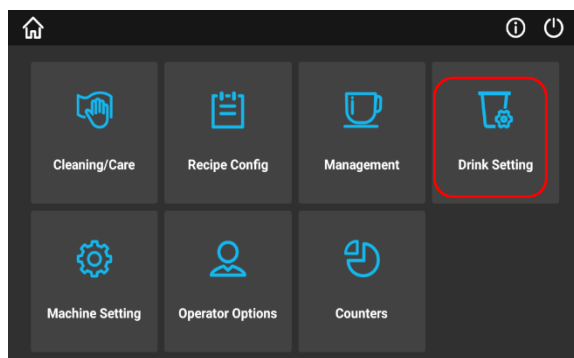 Cleaning/Care
Recipe Config
Management
Drink Setting
Machine Setting
Operator Options
Counters